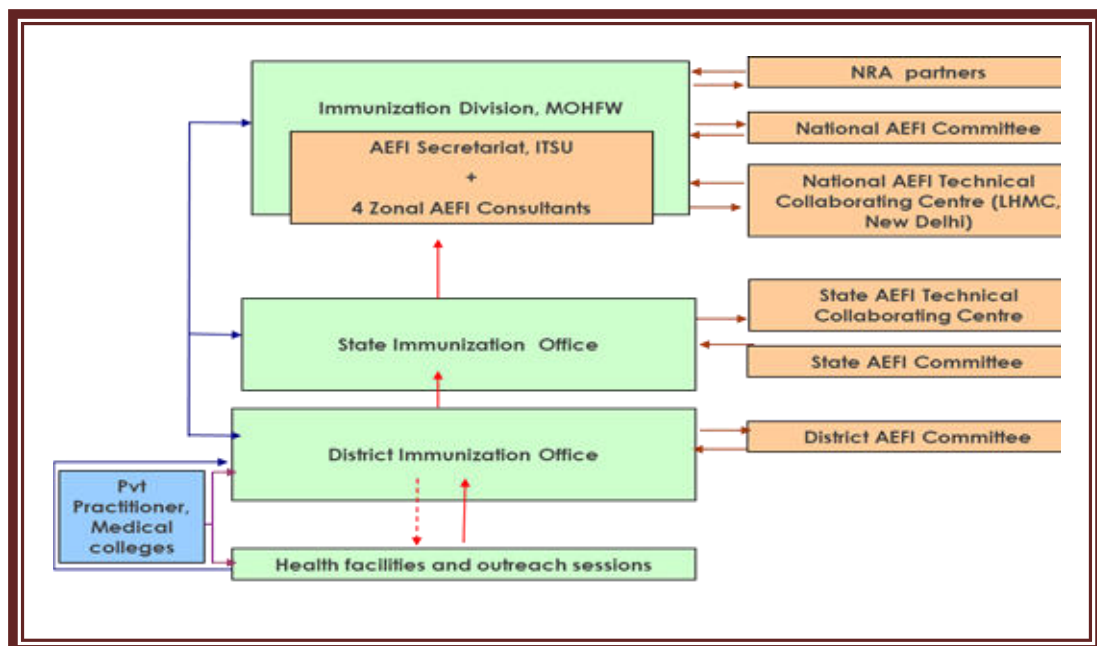 Immunization Division, MOHFW
AEFI Secretariat, ITSU
+
4 Zonal AEFI Consultants
NRA partners
National AEFI Committee
National AEFI Technical
Collaborating Centre (LHMC,
New Delhi)
State Immunization Office
State AEFI Technical
Collaborating Centre
State AEFI Committee
District Immunization Office
District AEFI Committee
Pvt
Practitioner,
Medical
colleges
Health facilities and outreach sessions